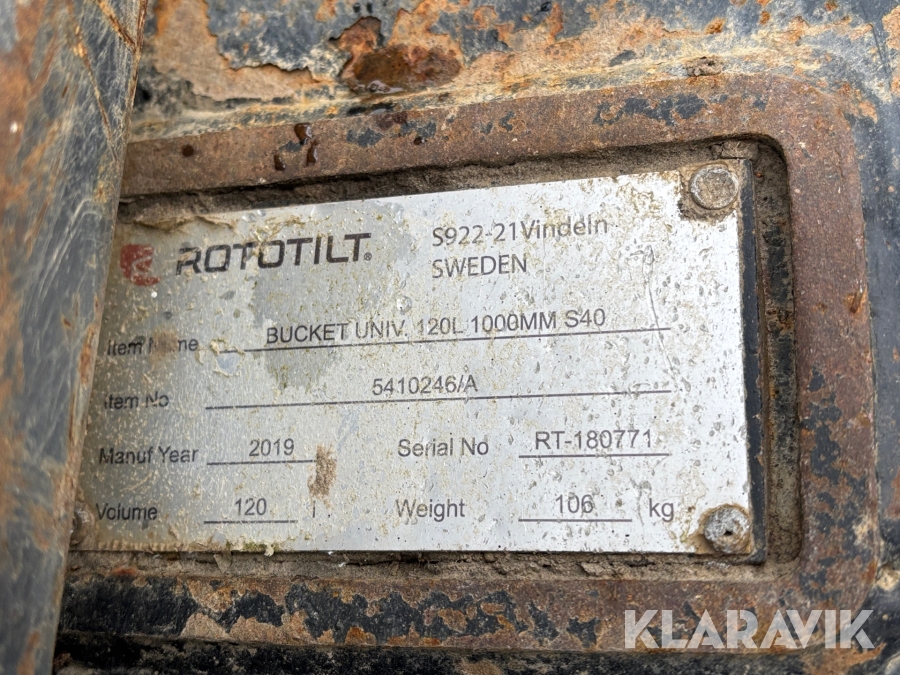 ROTOTILT®
S922-21Vindeln
SWEDEN
Item Name BUCKET UNIV. 120L 1000MM S40
Item No 5410246/A
Manuf Year 2019 Serial No RT-180771
Volume 120 l Weight 106 kg
KLARAVIK